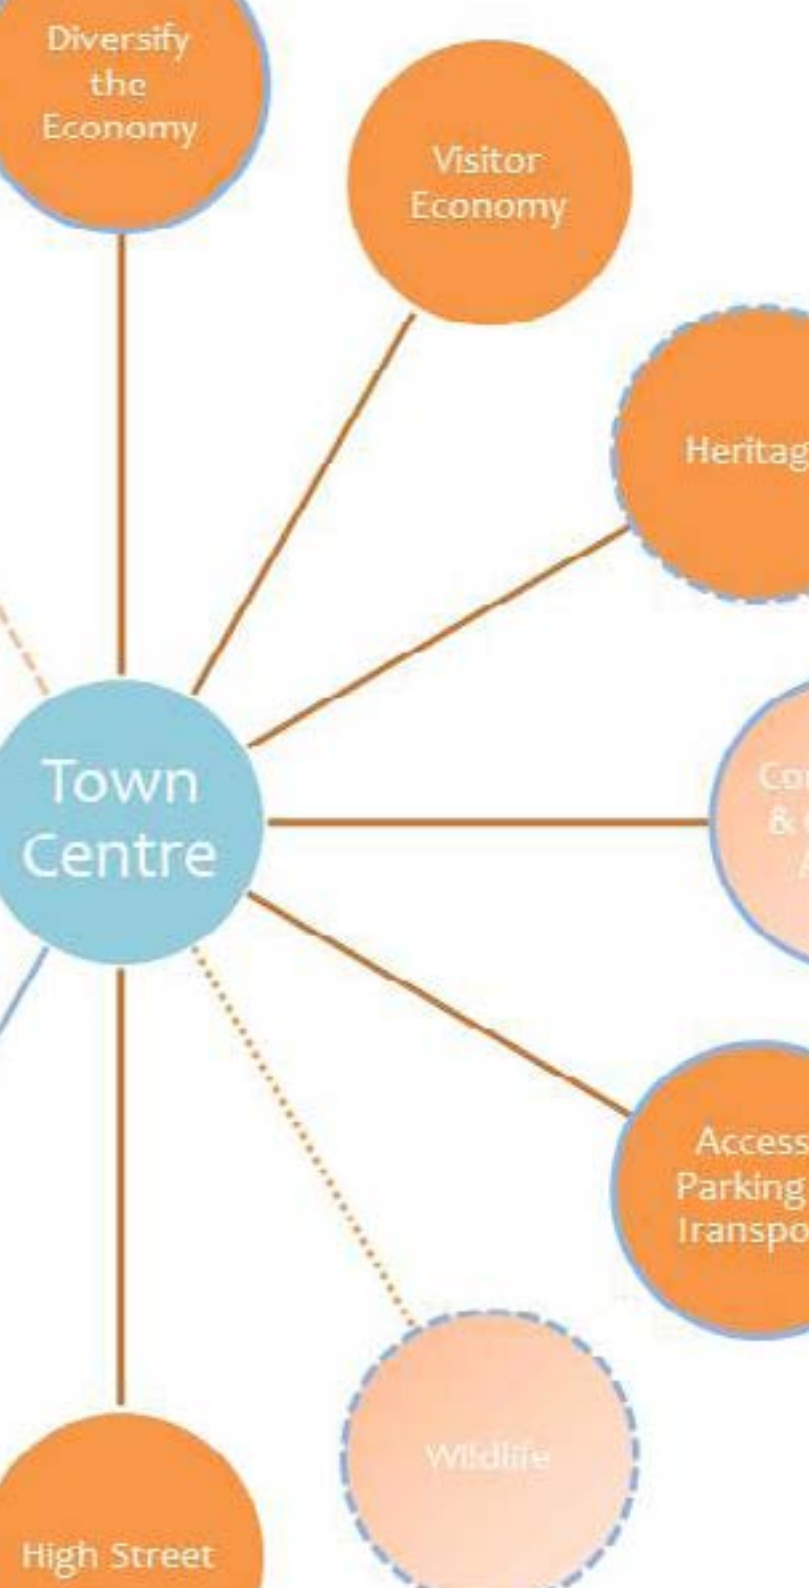 Diversify
the
Economy
Visitor
Economy
Heritag
Town
Centre
&
Access
Parking
Transpo
Wildlife
High Street